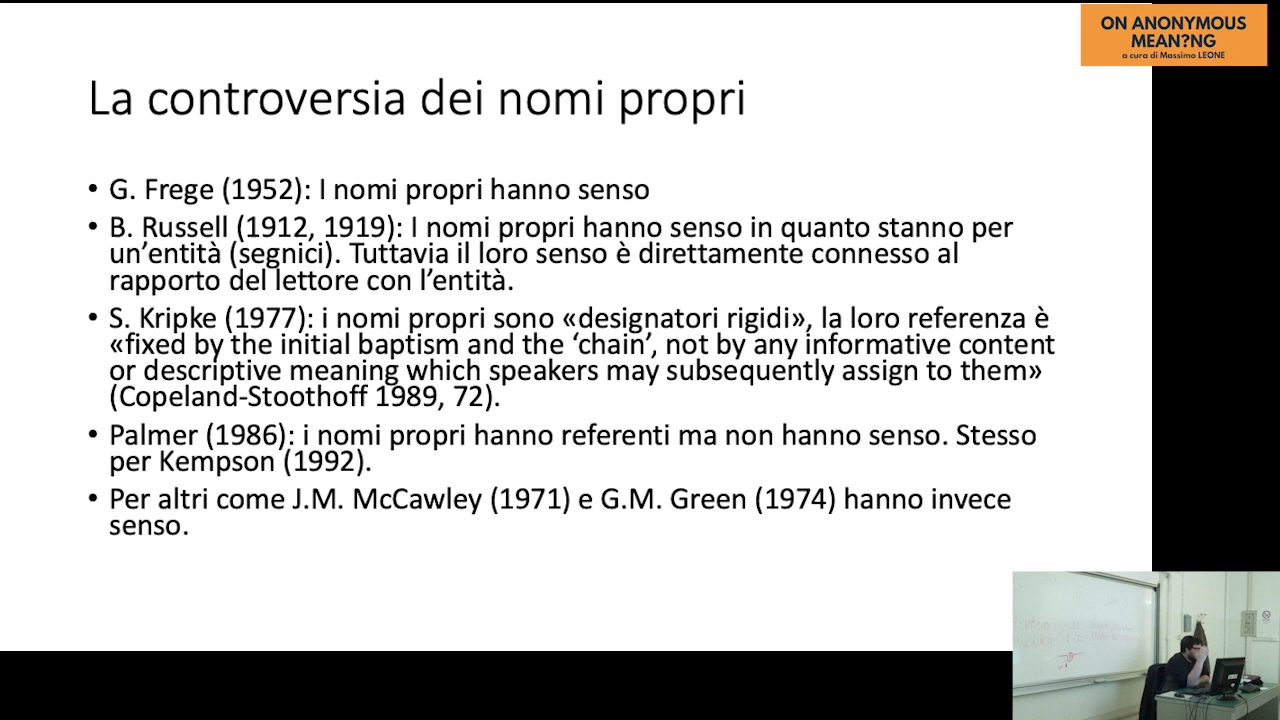 ON ANONYMOUS
MEAN?NG
a cura di Massimo LEONE
La controversia dei nomi propri
• G. Frege (1952): I nomi propri hanno senso
• B. Russell (1912, 1919): I nomi propri hanno senso in quanto stanno per
un’entità (segnici). Tuttavia il loro senso è direttamente connesso al
rapporto del lettore con l’entità.
• S. Kripke (1977): i nomi propri sono «designatori rigidi», la loro referenza è
«fixed by the initial baptism and the ‘chain’, not by any informative content
or descriptive meaning which speakers may subsequently assign to them»
(Copeland-Stoothoff 1989, 72).
• Palmer (1986): i nomi propri hanno referenti ma non hanno senso. Stesso
per Kempson (1992).
• Per altri come J.M. McCawley (1971) e G.M. Green (1974) hanno invece
senso.